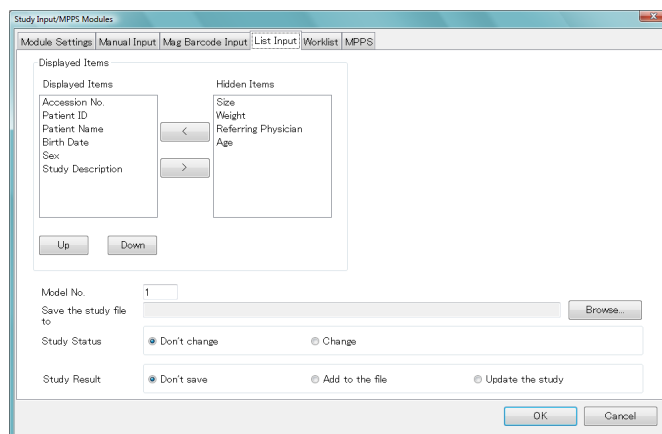 Study Input/MPPS Modules
Module Settings Manual Input Mag Barcode Input List Input Worklist MPPS
Displayed Items
Displayed Items Hidden Items
Accession No. Size
Patient ID Weight
Patient Name < Referring Physician
Birth Date Age
Sex
Study Description >
Up Down
Model No. 1
Save the study file to Browse...
Study Status Don't change Change
Study Result Don't save Add to the file Update the study
OK Cancel